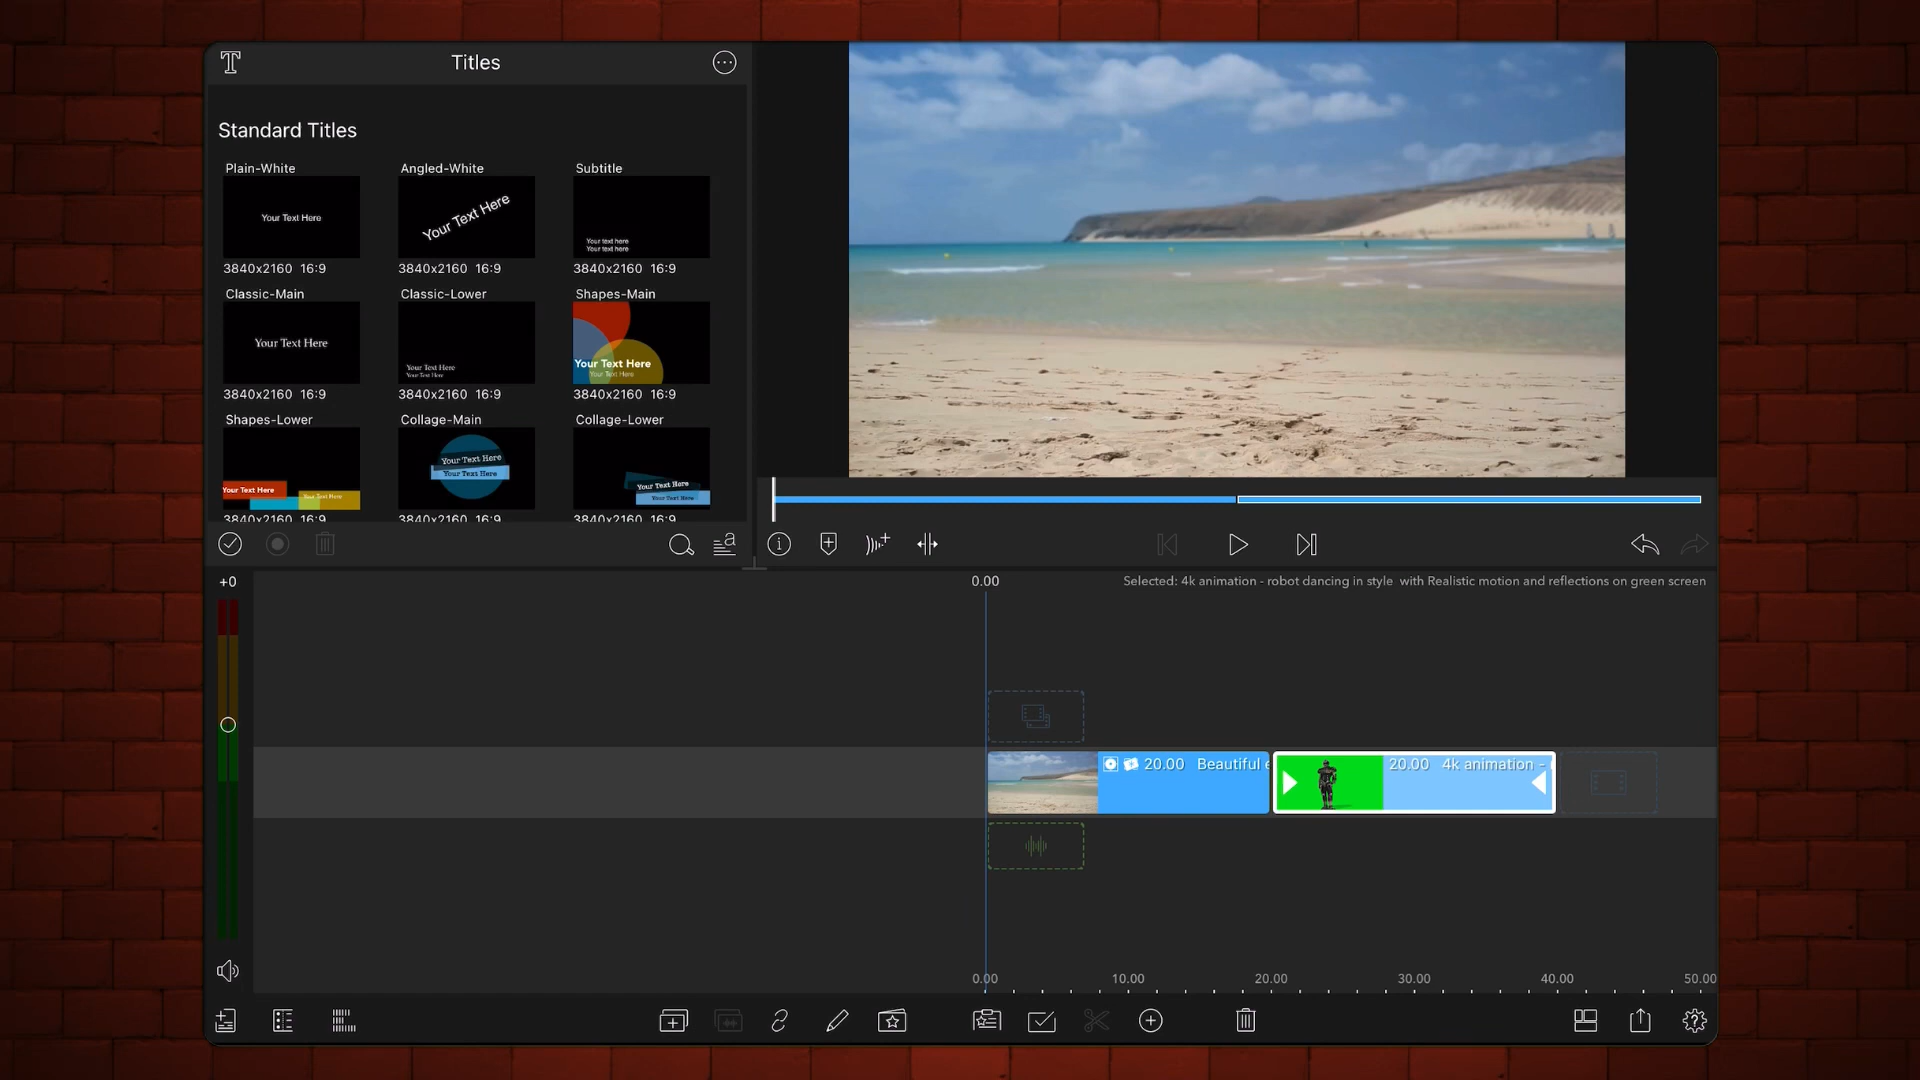 Titles
Standard Titles
Plain-White
Angled-White
Subtitle
Your Text Here
Your Text Here
Your text here
Your text here
3840x2160 16:9
3840x2160 16:9
3840x2160 16:9
Classic-Main
Classic-Lower
Shapes-Main
Your Text Here
Your Text Here
Your Text Here
Your Text Here
Your Text Here
3840x2160 16:9
3840x2160 16:9
3840x2160 16:9
Shapes-Lower
Collage-Main
Collage-Lower
Your Text Here
Your Text Here
Your Text Here
Your Text Here
Your Text Here
Your Text Here
3840x2160 16:9
3840x2160 16:9
3840x2160 16:9
+0
0.00
Selected: 4k animation - robot dancing in style with Realistic motion and reflections on green screen
20.00 Beautiful e
20.00 4k animation -
0.00
10.00
20.00
30.00
40.00
50.00